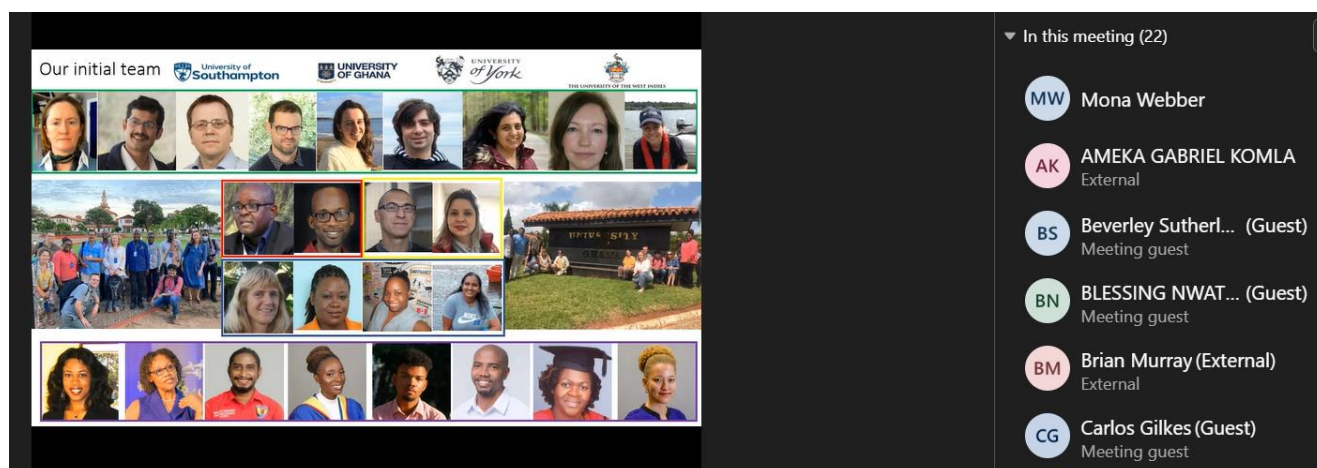 Our initial team
University of
Southampton
UNIVERSITY
OF GHANA
UNIVERSITY
of York
THE UNIVERSITY OF THE WEST INDIES
UNIVERSITY
GHANA
In this meeting (22)
MW
Mona Webber
AK
AMEKA GABRIEL KOMLA
External
BS
Beverley Sutherl... (Guest)
Meeting guest
BN
BLESSING NWAT... (Guest)
Meeting guest
BM
Brian Murray (External)
External
CG
Carlos Gilkes (Guest)
Meeting guest